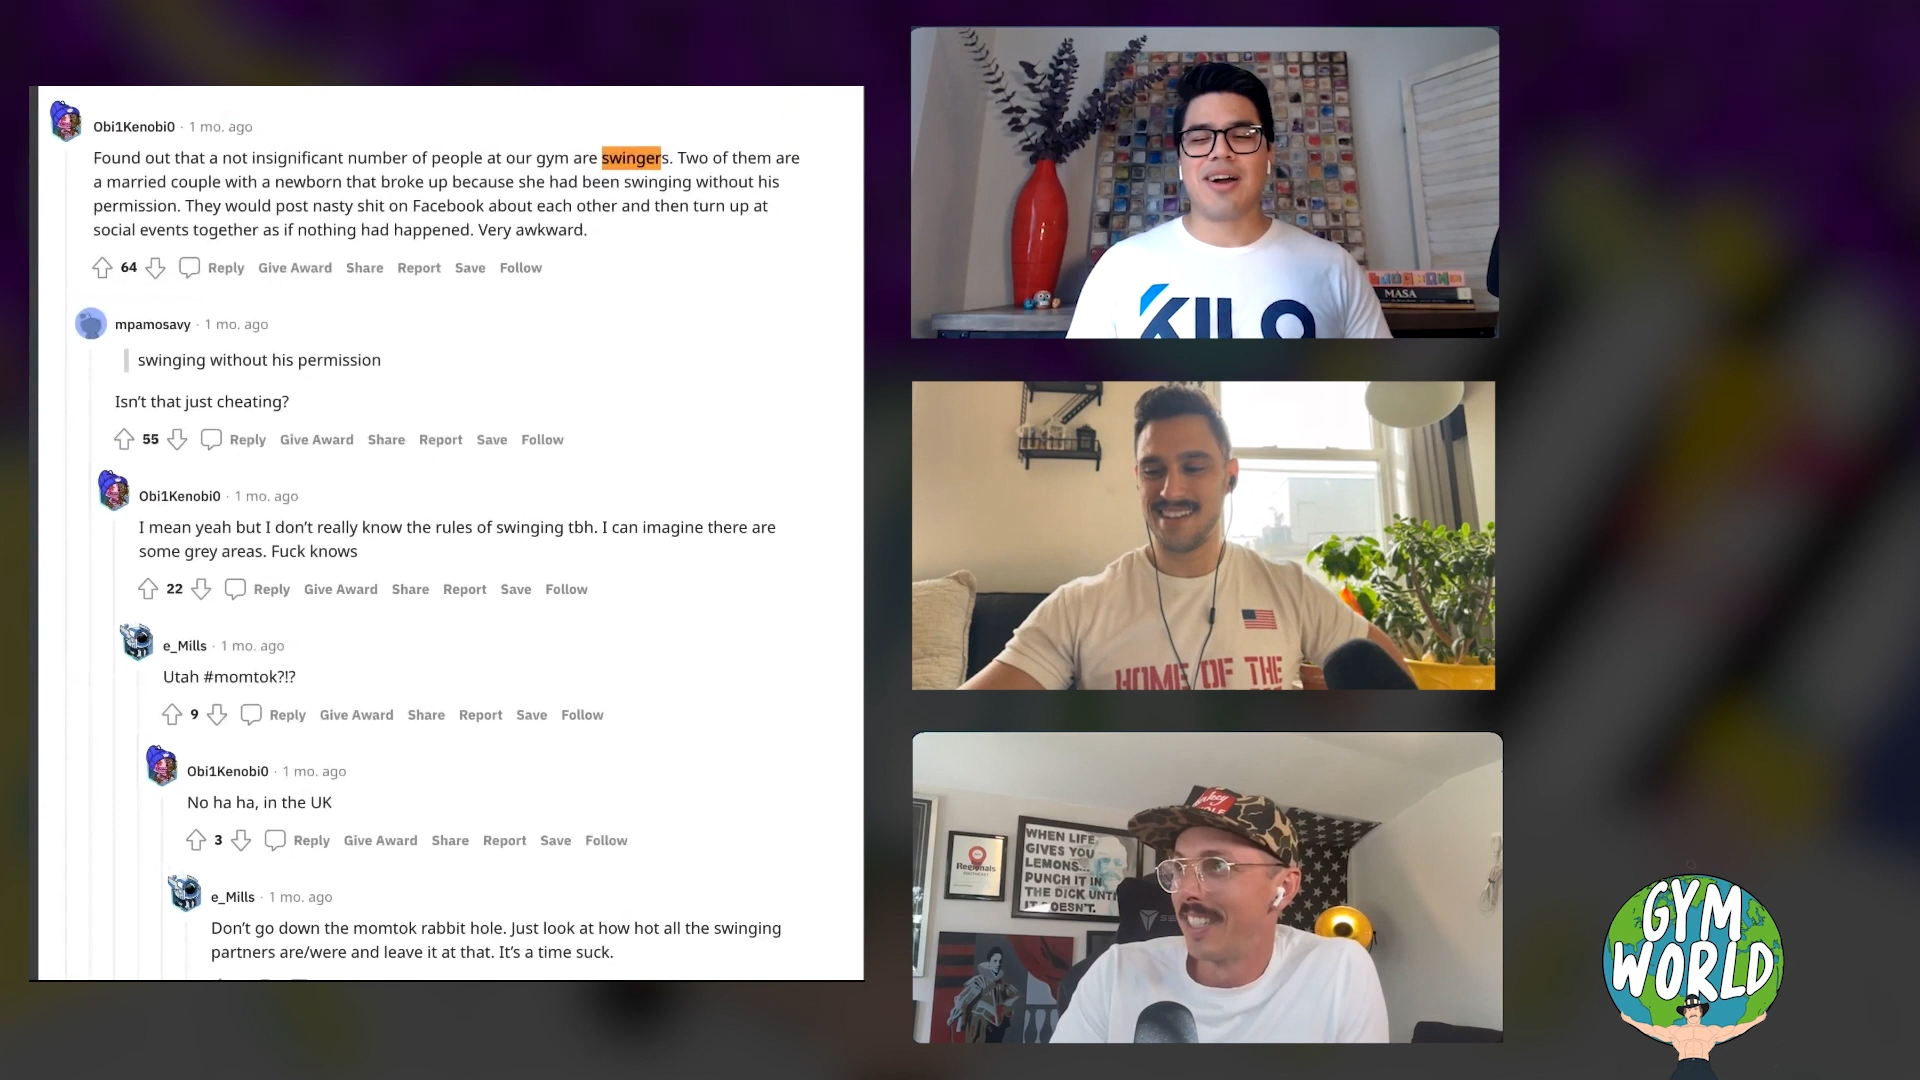 Obi1Kenobi0 · 1 mo. ago
Found out that a not insignificant number of people at our gym are swingers. Two of them are
a married couple with a newborn that broke up because she had been swinging without his
permission. They would post nasty shit on Facebook about each other and then turn up at
social events together as if nothing had happened. Very awkward.
64 Reply Give Award Share Report Save Follow
mpamosavy · 1 mo. ago
swinging without his permission
Isn't that just cheating?
55 Reply Give Award Share Report Save Follow
Obi1Kenobi0 · 1 mo. ago
I mean yeah but I don't really know the rules of swinging tbh. I can imagine there are
some grey areas. Fuck knows
22 Reply Give Award Share Report Save Follow
e_Mills · 1 mo. ago
Utah #momtok?!?
9 Reply Give Award Share Report Save Follow
Obi1Kenobi0 · 1 mo. ago
No ha ha, in the UK
3 Reply Give Award Share Report Save Follow
e_Mills · 1 mo. ago
Don't go down the momtok rabbit hole. Just look at how hot all the swinging
partners are/were and leave it at that. It's a time suck.
KILO
MASA
HOME OF THE
Regionals
WHEN LIFE
GIVES YOU
LEMONS...
PUNCH IT IN
THE DICK UNTIL
IT DOESN'T.
GYM
WORLD